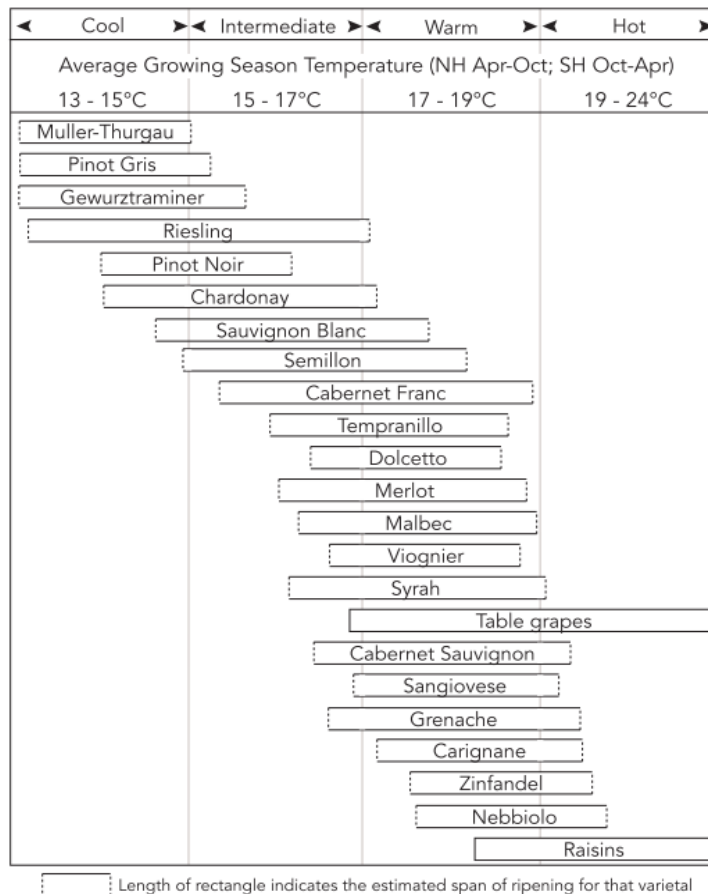 Cool Intermediate Warm Hot
Average Growing Season Temperature (NH Apr-Oct; SH Oct-Apr)
13 - 15°C 15 - 17°C 17 - 19°C 19 - 24°C
Muller-Thurgau
Pinot Gris
Gewurztraminer
Riesling
Pinot Noir
Chardonay
Sauvignon Blanc
Semillon
Cabernet Franc
Tempranillo
Dolcetto
Merlot
Malbec
Viognier
Syrah
Table grapes
Cabernet Sauvignon
Sangiovese
Grenache
Carignane
Zinfandel
Nebbiolo
Raisins
Length of rectangle indicates the estimated span of ripening for that varietal